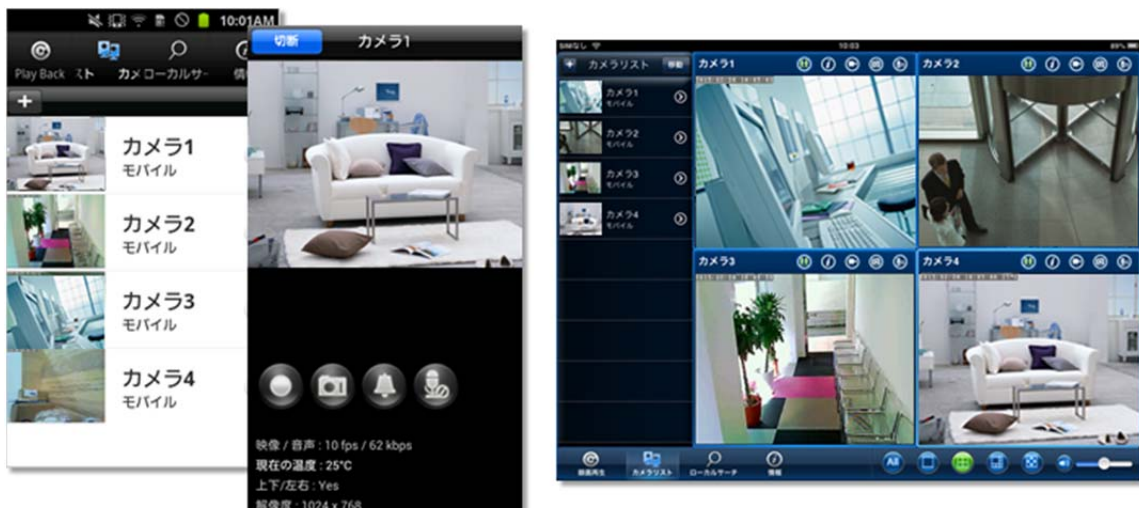 10:01AM
Play Back スト カメ ローカルサー 情
+
カメラ1
モバイル
カメラ2
モバイル
カメラ3
モバイル
カメラ4
モバイル
切断 カメラ1
映像 / 音声 : 10 fps / 62 kbps
現在の温度 : 25°C
上下/左右 : Yes
解像度 : 1024 x 768
SIMなし 10:03 89%
+ カメラリスト 移動
カメラ1
モバイル
カメラ2
モバイル
カメラ3
モバイル
カメラ4
モバイル
カメラ1
カメラ2
カメラ3
カメラ4
録画再生 カメラリスト ローカルサーチ 情報
All